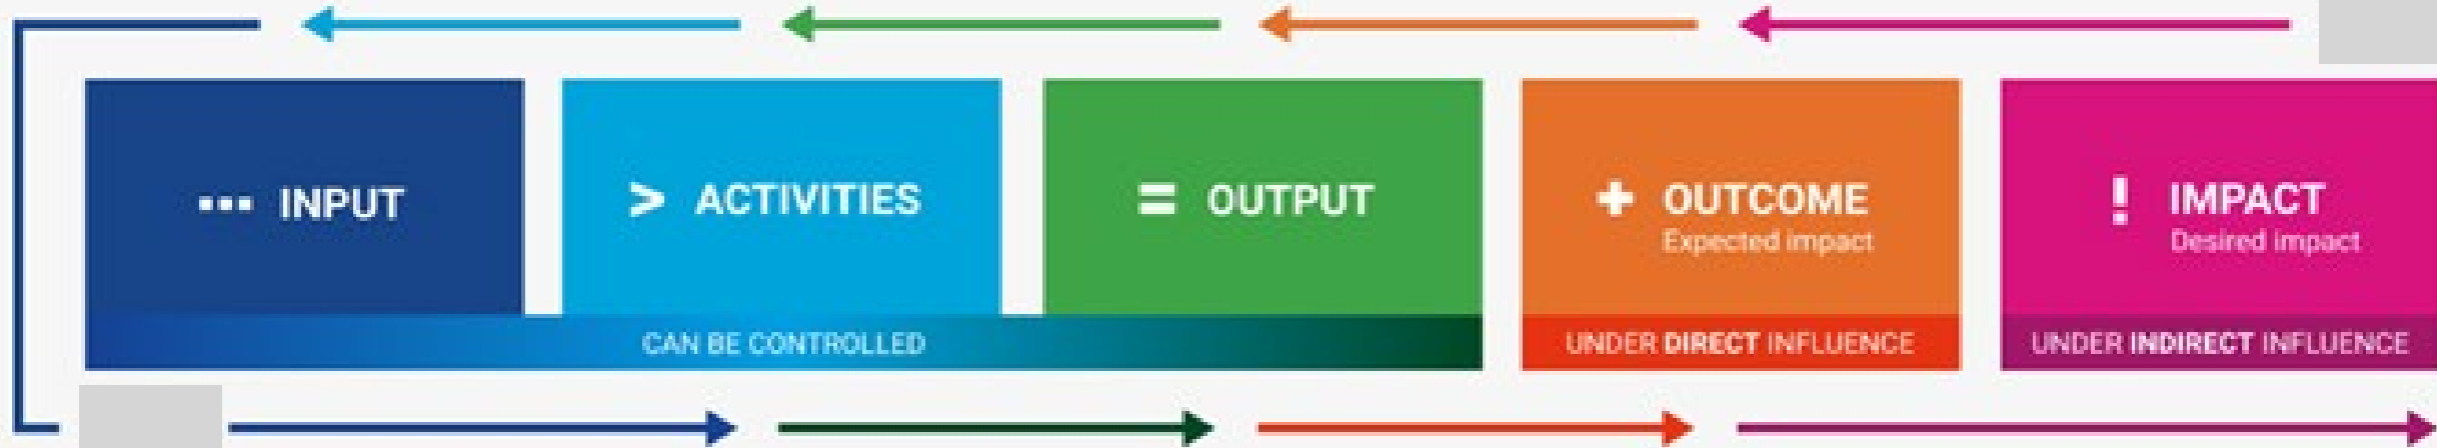 ... INPUT
> ACTIVITIES
= OUTPUT
+ OUTCOME
Expected impact
! IMPACT
Desired impact
CAN BE CONTROLLED
UNDER DIRECT INFLUENCE
UNDER INDIRECT INFLUENCE